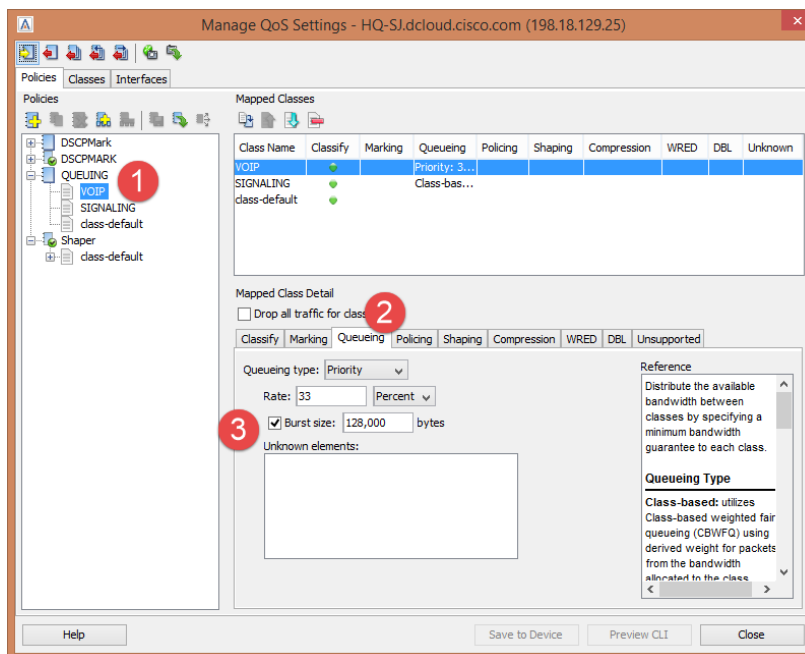 Manage QoS Settings - HQ-SJ.dcloud.cisco.com (198.18.129.25)
Policies Classes Interfaces
Policies
DSCPMark
DSCPMARK
QUEUING
VOIP
SIGNALING
class-default
Shaper
class-default
1
Mapped Classes
Class Name Classify Marking Queueing Policing Shaping Compression WRED DBL Unknown
VOIP Priority: 3...
SIGNALING Class-bas...
class-default
Mapped Class Detail
Drop all traffic for class
2
Classify Marking Queueing Policing Shaping Compression WRED DBL Unsupported
Queueing type: Priority
Rate: 33 Percent
3
Burst size: 128,000 bytes
Unknown elements:
Reference
Distribute the available
bandwidth between
classes by specifying a
minimum bandwidth
guarantee to each class.
Queueing Type
Class-based: utilizes
Class-based weighted fair
queueing (CBWFQ) using
derived weight for packets
from the bandwidth
allocated to the class
Help Save to Device Preview CLI Close